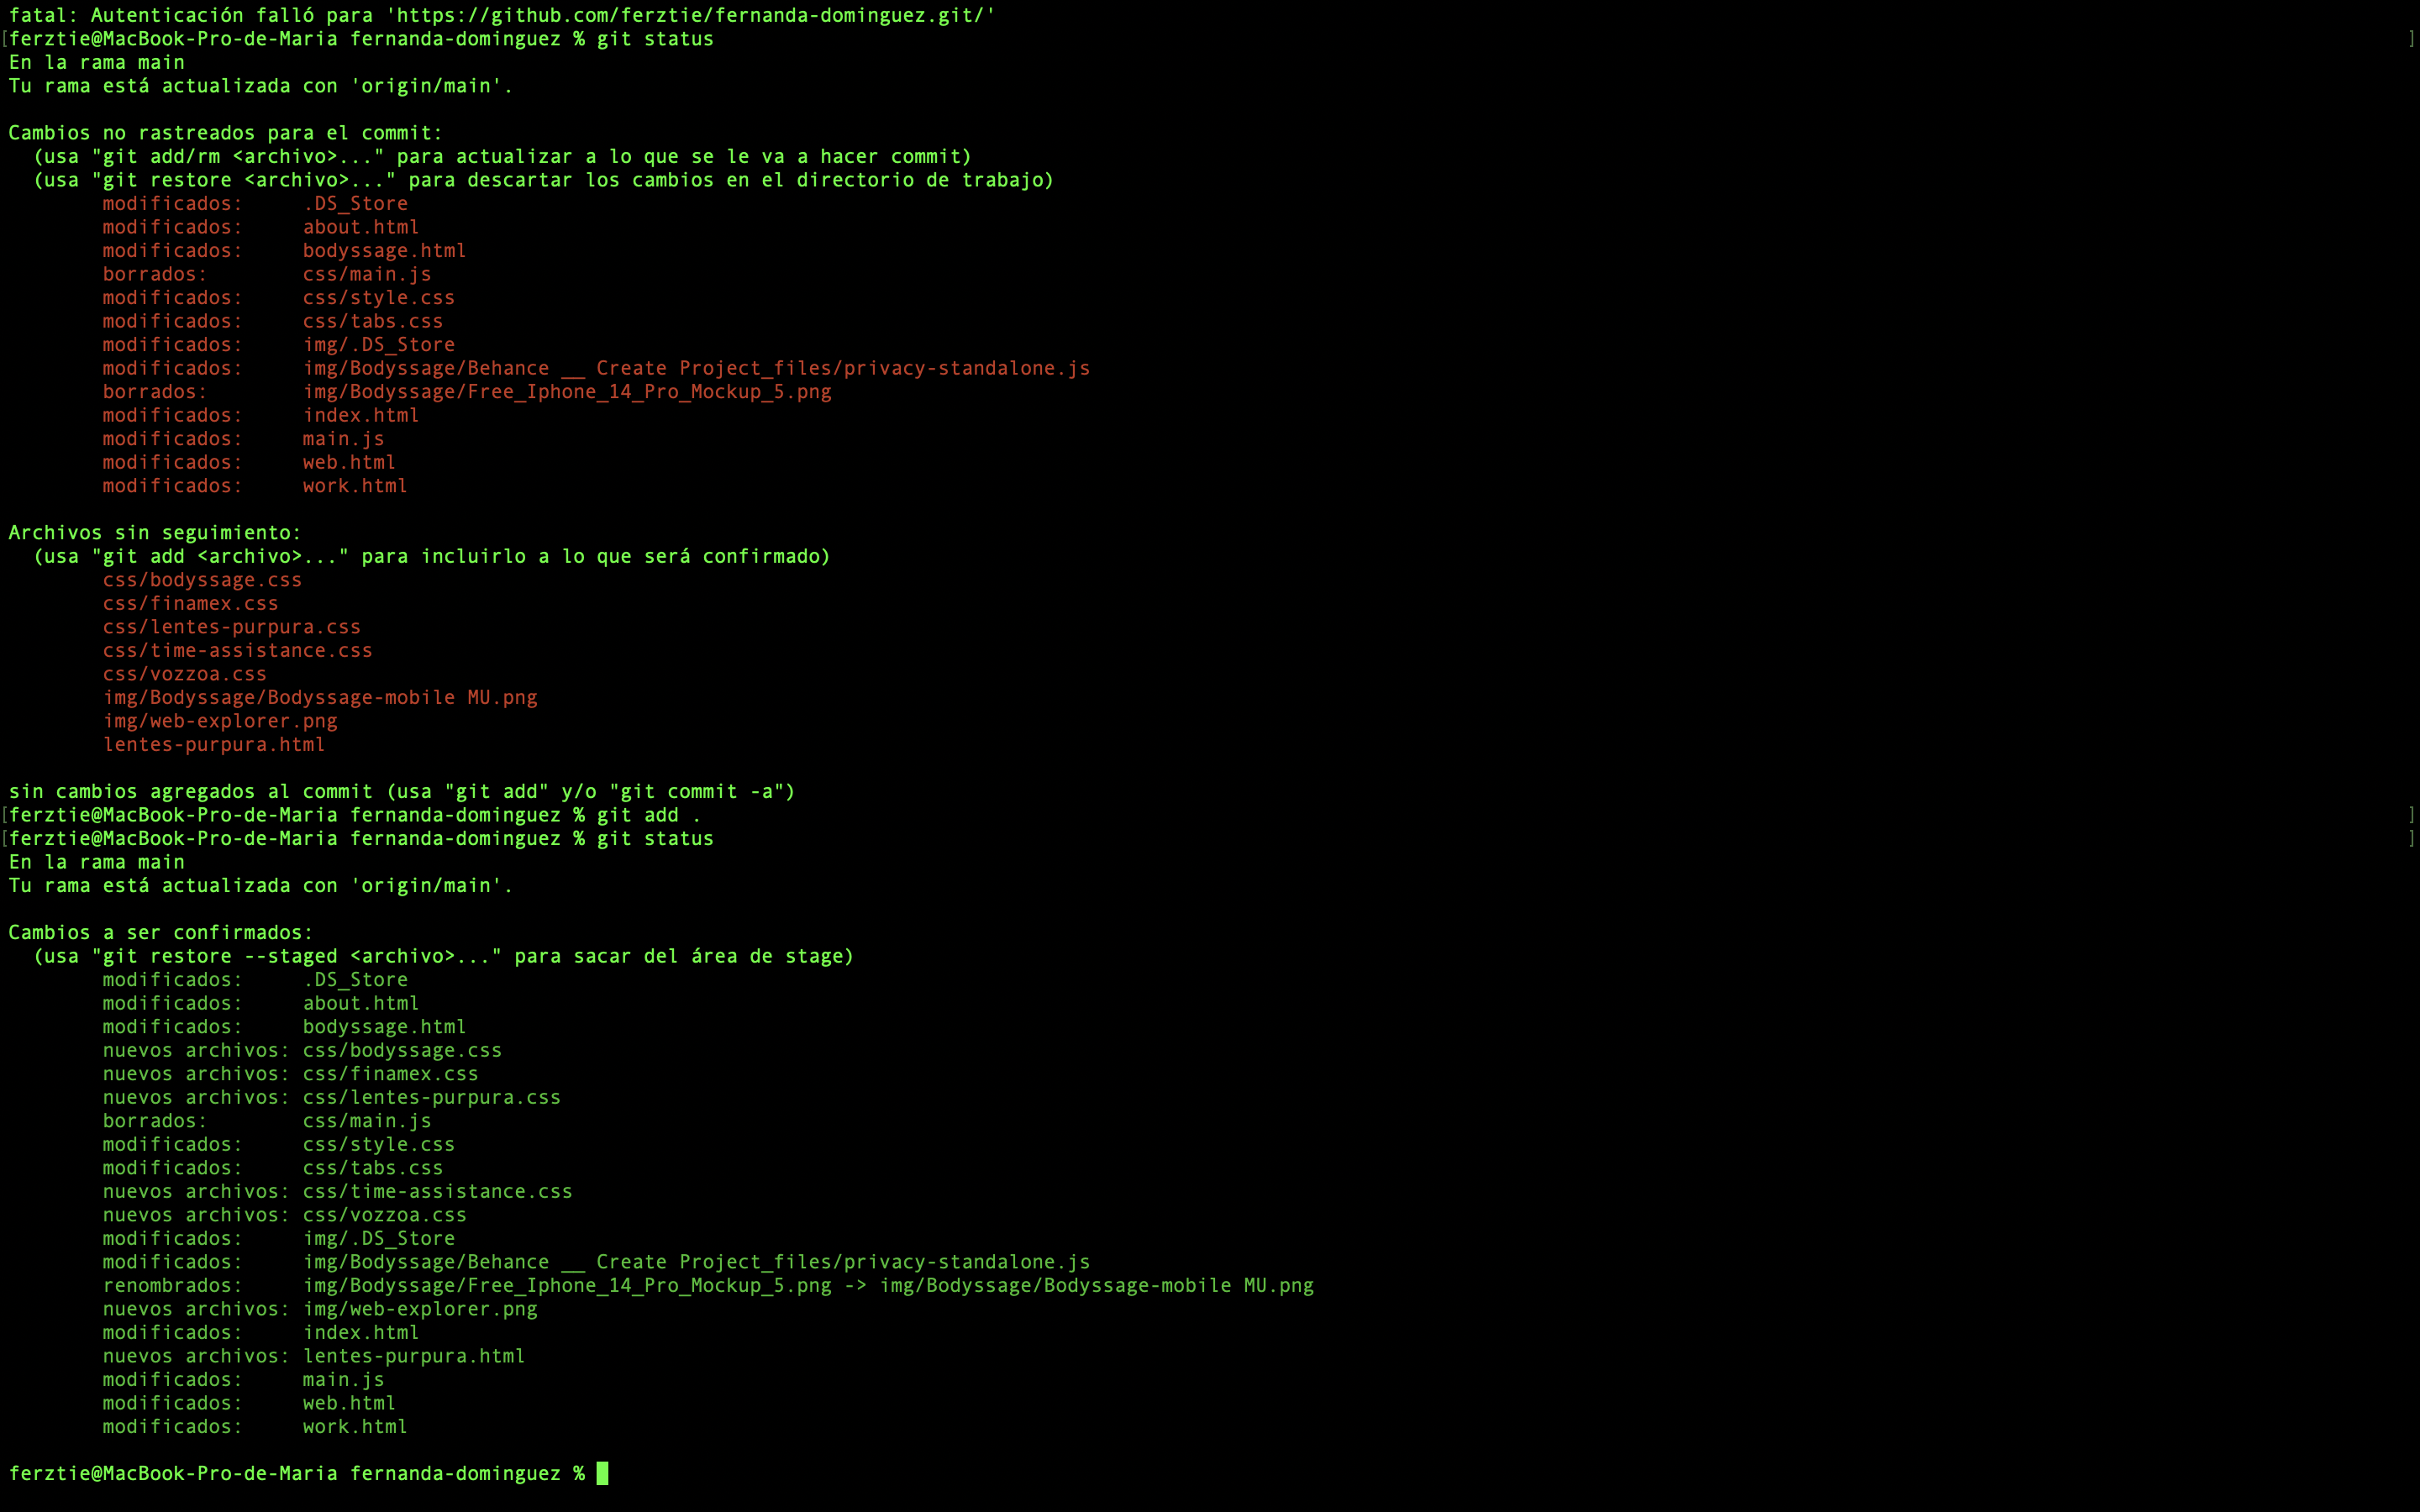 fatal: Autenticación falló para 'https://github.com/ferztie/fernanda-dominguez.git/'
[ferztie@MacBook-Pro-de-Maria fernanda-dominguez % git status ]
En la rama main
Tu rama está actualizada con 'origin/main'.
Cambios no rastreados para el commit:
(usa "git add/rm <archivo>..." para actualizar a lo que se le va a hacer commit)
(usa "git restore <archivo>..." para descartar los cambios en el directorio de trabajo)
modificados: .DS_Store
modificados: about.html
modificados: bodyssage.html
borrados: css/main.js
modificados: css/style.css
modificados: css/tabs.css
modificados: img/.DS_Store
modificados: img/Bodyssage/Behance __ Create Project_files/privacy-standalone.js
borrados: img/Bodyssage/Free_Iphone_14_Pro_Mockup_5.png
modificados: index.html
modificados: main.js
modificados: web.html
modificados: work.html
Archivos sin seguimiento:
(usa "git add <archivo>..." para incluirlo a lo que será confirmado)
css/bodyssage.css
css/finamex.css
css/lentes-purpura.css
css/time-assistance.css
css/vozzoa.css
img/Bodyssage/Bodyssage-mobile MU.png
img/web-explorer.png
lentes-purpura.html
sin cambios agregados al commit (usa "git add" y/o "git commit -a")
[ferztie@MacBook-Pro-de-Maria fernanda-dominguez % git add . ]
[ferztie@MacBook-Pro-de-Maria fernanda-dominguez % git status ]
En la rama main
Tu rama está actualizada con 'origin/main'.
Cambios a ser confirmados:
(usa "git restore --staged <archivo>..." para sacar del área de stage)
modificados: .DS_Store
modificados: about.html
modificados: bodyssage.html
nuevos archivos: css/bodyssage.css
nuevos archivos: css/finamex.css
nuevos archivos: css/lentes-purpura.css
borrados: css/main.js
modificados: css/style.css
modificados: css/tabs.css
nuevos archivos: css/time-assistance.css
nuevos archivos: css/vozzoa.css
modificados: img/.DS_Store
modificados: img/Bodyssage/Behance __ Create Project_files/privacy-standalone.js
renombrados: img/Bodyssage/Free_Iphone_14_Pro_Mockup_5.png -> img/Bodyssage/Bodyssage-mobile MU.png
nuevos archivos: img/web-explorer.png
modificados: index.html
nuevos archivos: lentes-purpura.html
modificados: main.js
modificados: web.html
modificados: work.html
ferztie@MacBook-Pro-de-Maria fernanda-dominguez %